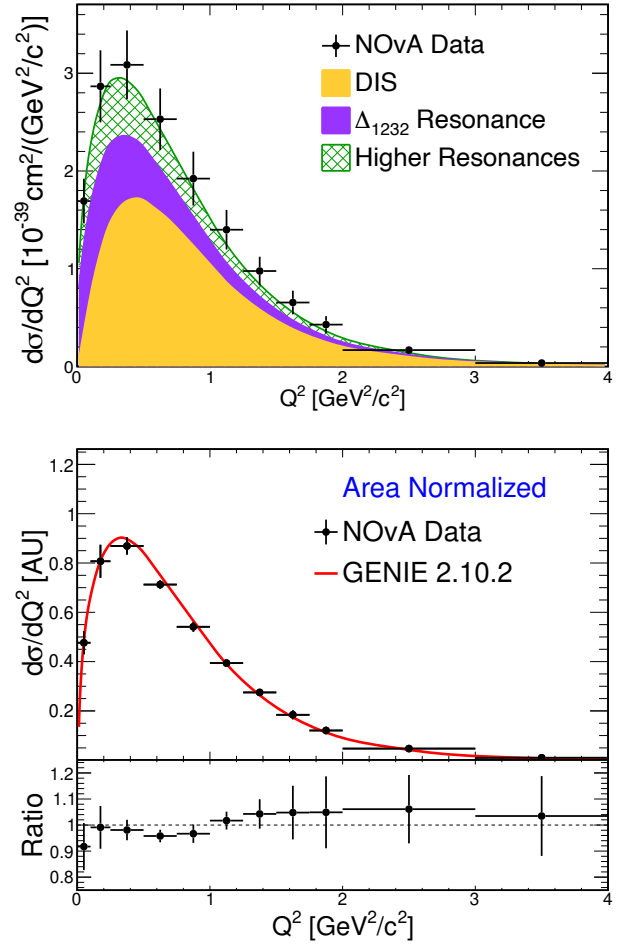 dσ/dQ² [10⁻³⁹ cm²/(GeV²/c²)]
3
2
1
0
NOvA Data
DIS
Δ₁₂₃₂ Resonance
Higher Resonances
0 1 2 3 4
Q² [GeV²/c²]
dσ/dQ² [AU]
1.2
1
0.8
0.6
0.4
0.2
Area Normalized
NOvA Data
GENIE 2.10.2
Ratio
1.2
1.1
1
0.9
0.8
0 1 2 3 4
Q² [GeV²/c²]